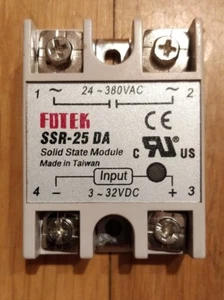 24~380VAC
1 ~ ~ 2
FOTEK
SSR-25 DA
CE
Solid State Module
Made in Taiwan
C RU US
4 - Input + 3
3~32VDC